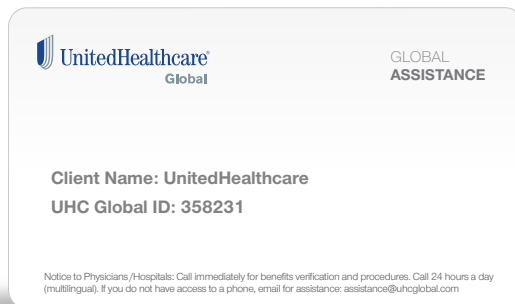 UnitedHealthcare®
Global
GLOBAL
ASSISTANCE
Client Name: UnitedHealthcare
UHC Global ID: 358231
Notice to Physicians/Hospitals: Call immediately for benefits verification and procedures. Call 24 hours a day
(multilingual). If you do not have access to a phone, email for assistance: assistance@uhcglobal.com